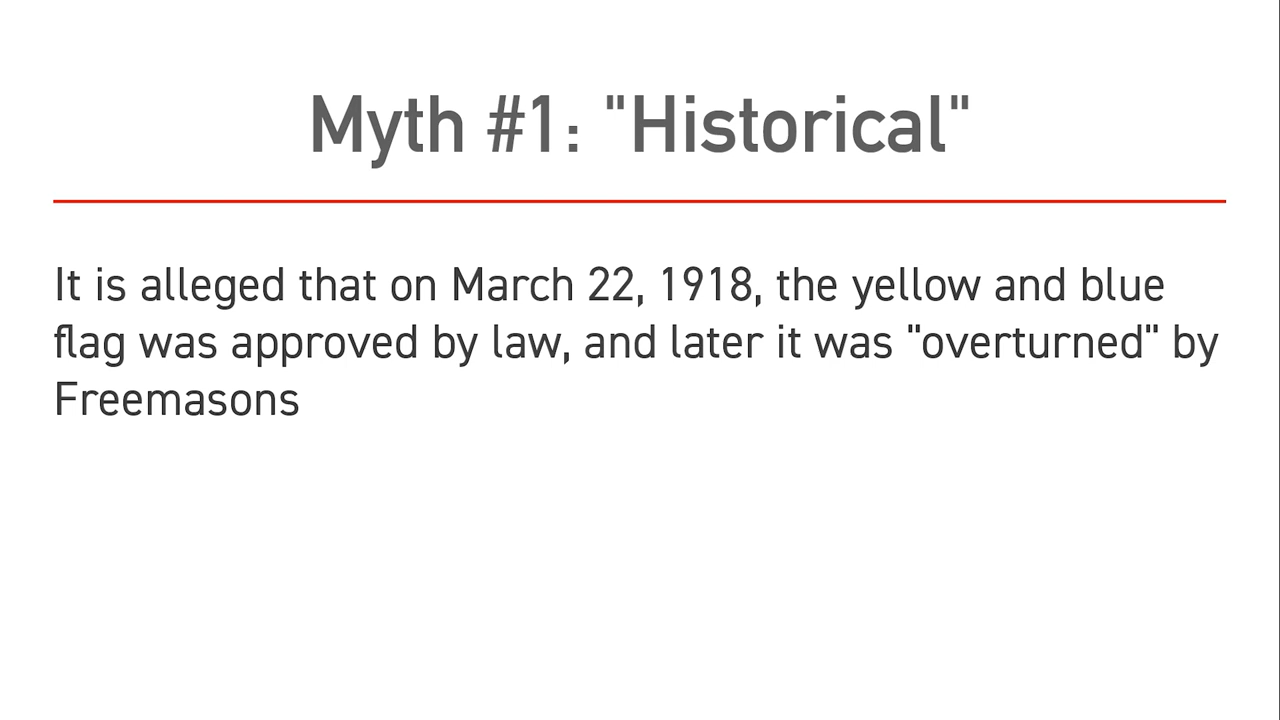 Myth #1: "Historical"
It is alleged that on March 22, 1918, the yellow and blue
flag was approved by law, and later it was "overturned" by
Freemasons